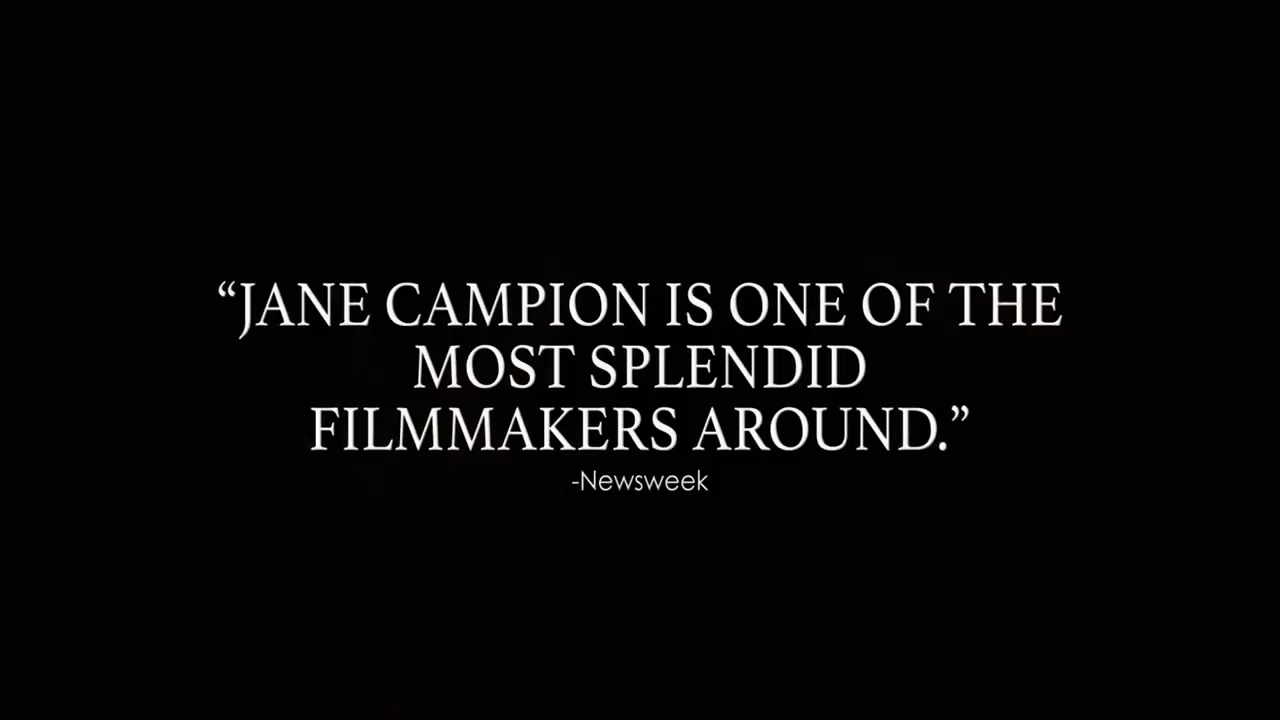 “JANE CAMPION IS ONE OF THE
MOST SPLENDID
FILMMAKERS AROUND.”
-Newsweek